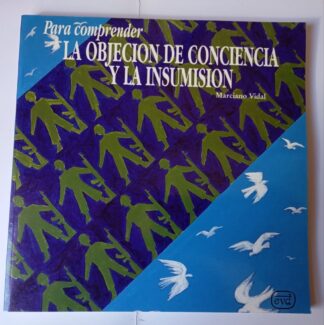 Para comprender
LA OBJECION DE CONCIENCIA
Y LA INSUMISION
Marciano Vidal
evd